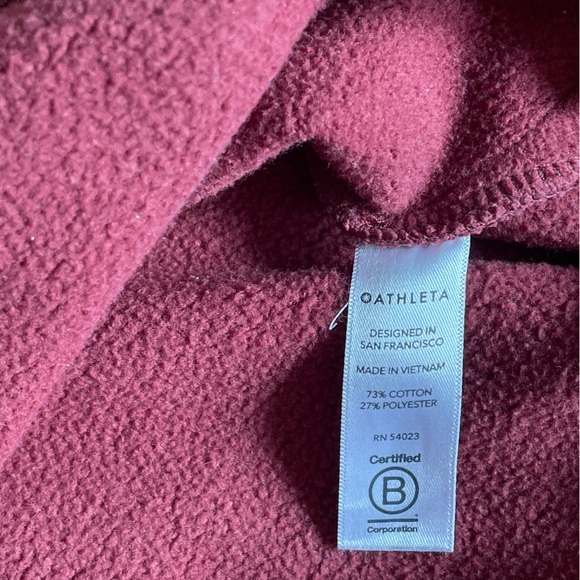 ATHLETA
DESIGNED IN
SAN FRANCISCO
MADE IN VIETNAM
73% COTTON
27% POLYESTER
RN 54023
Certified
B
Corporation